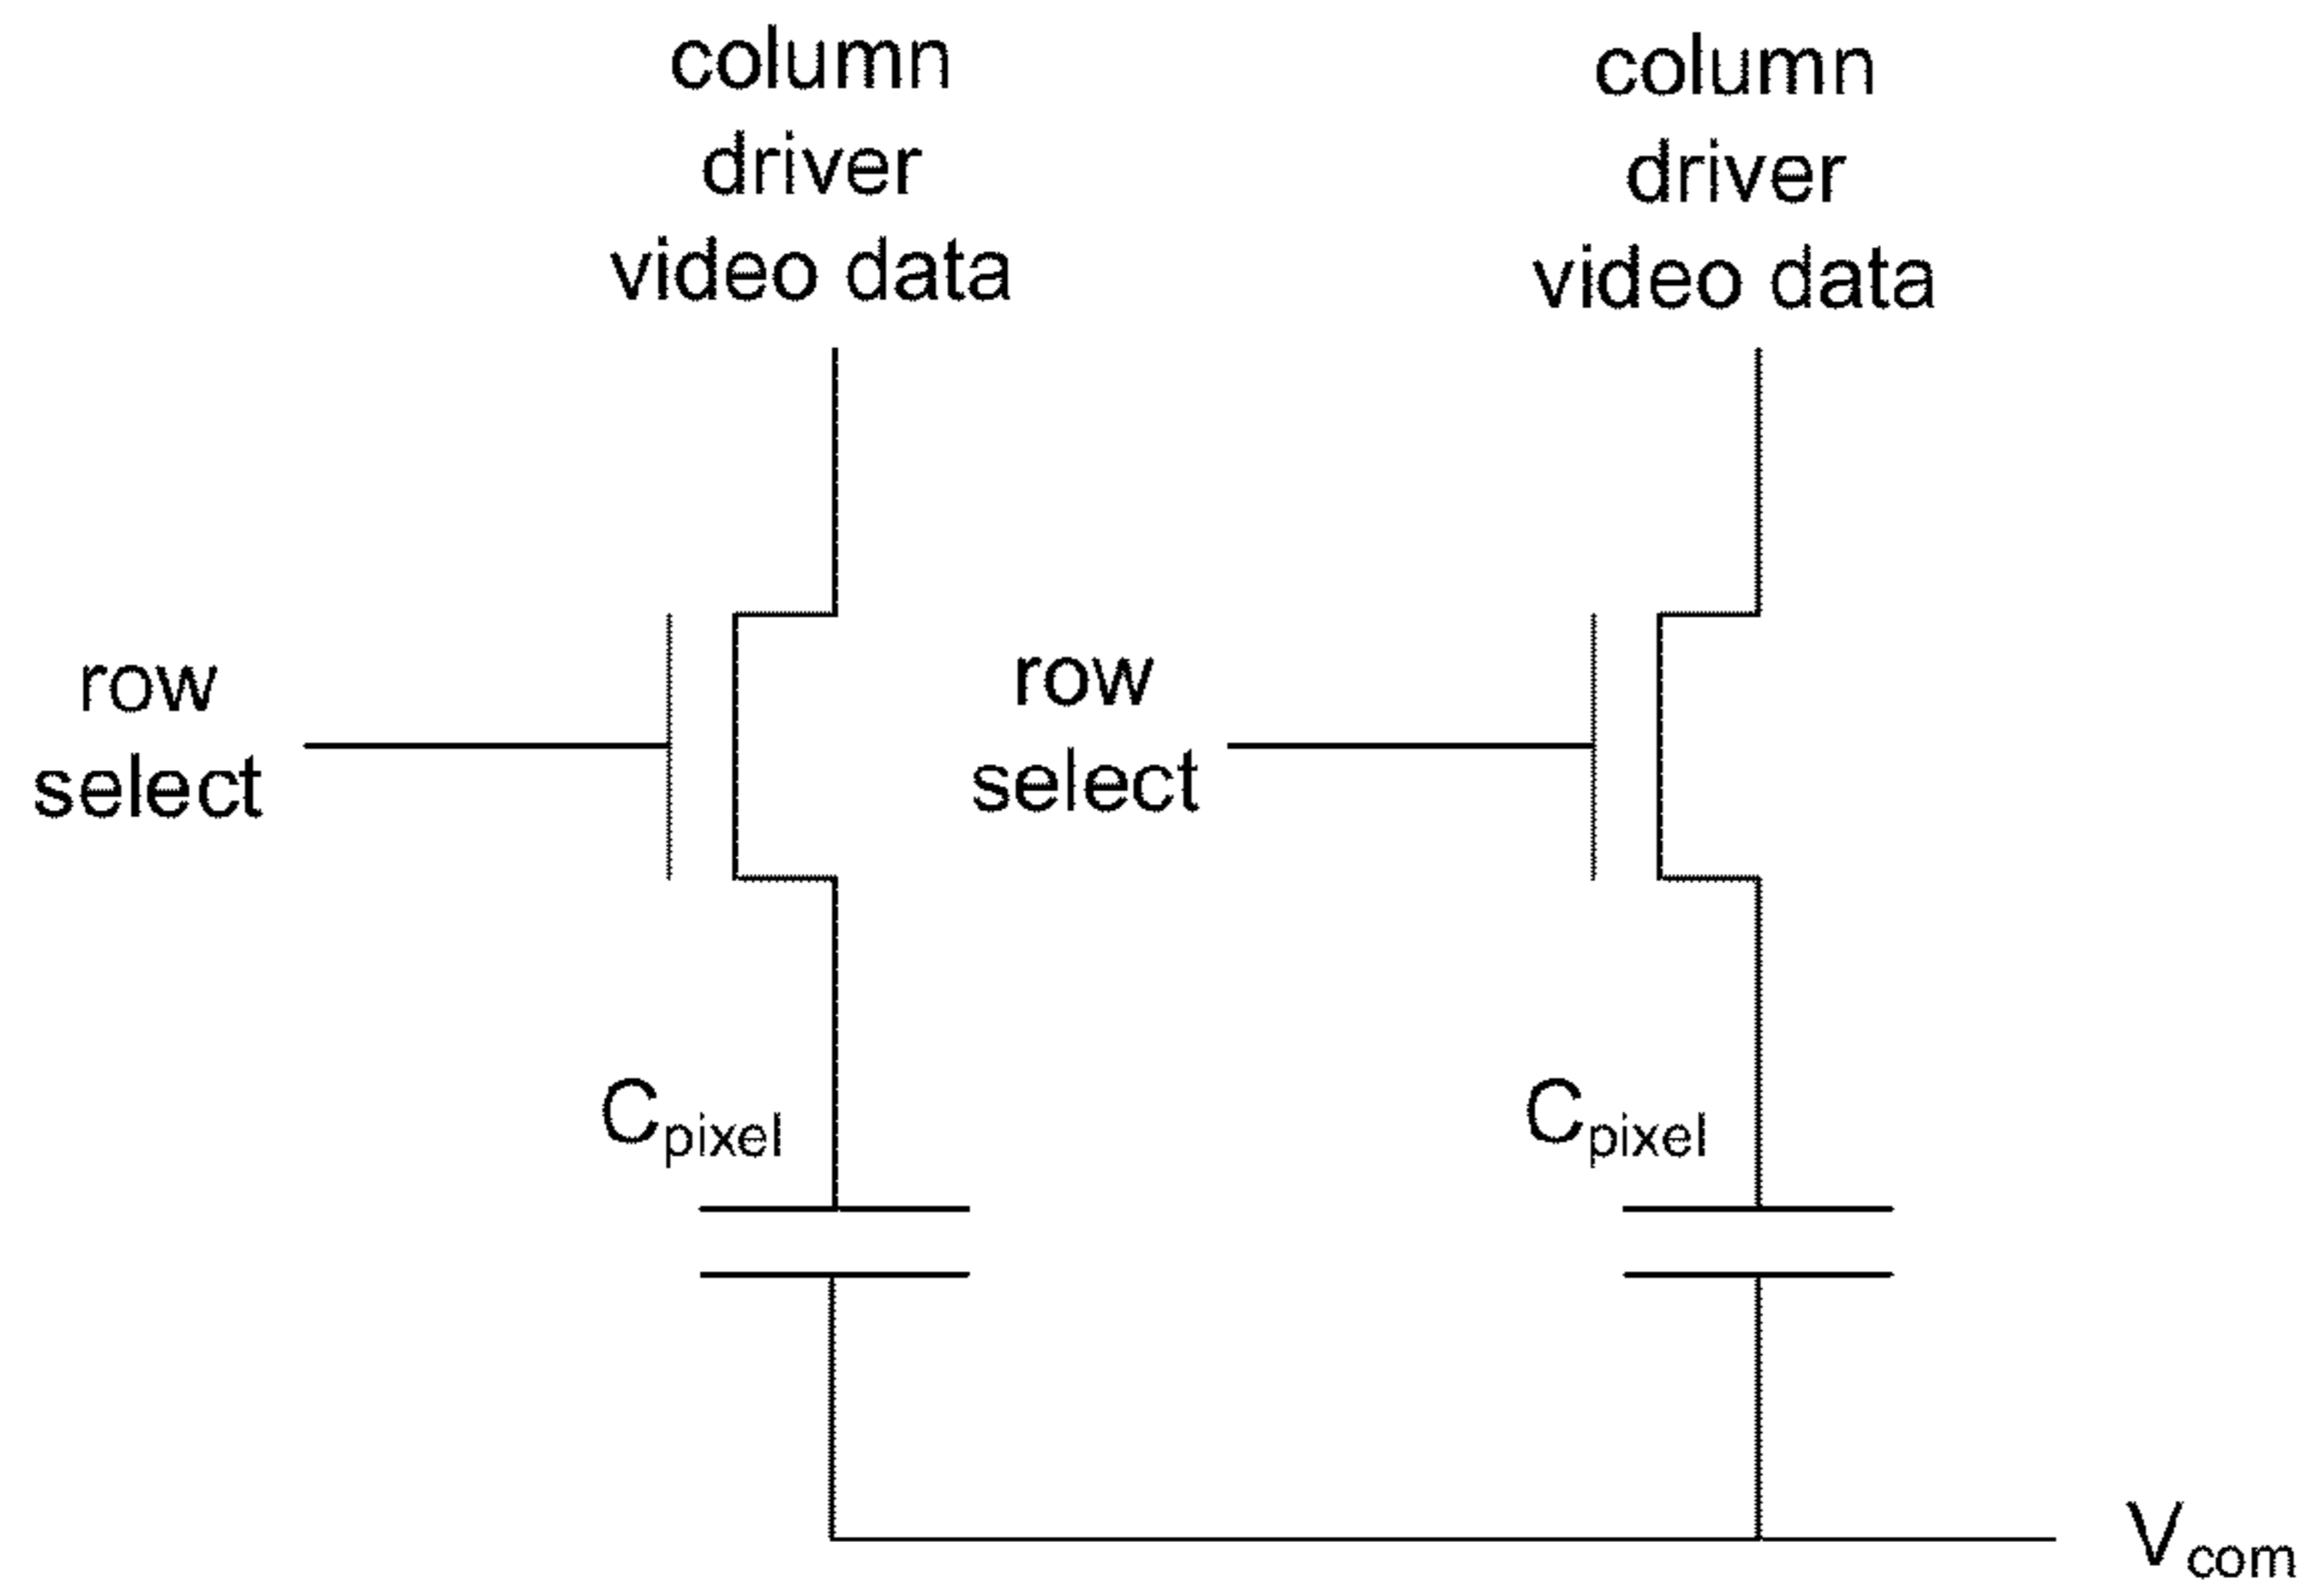 column
driver
video data
column
driver
video data
row
select
row
select
Cpixel
Cpixel
Vcom